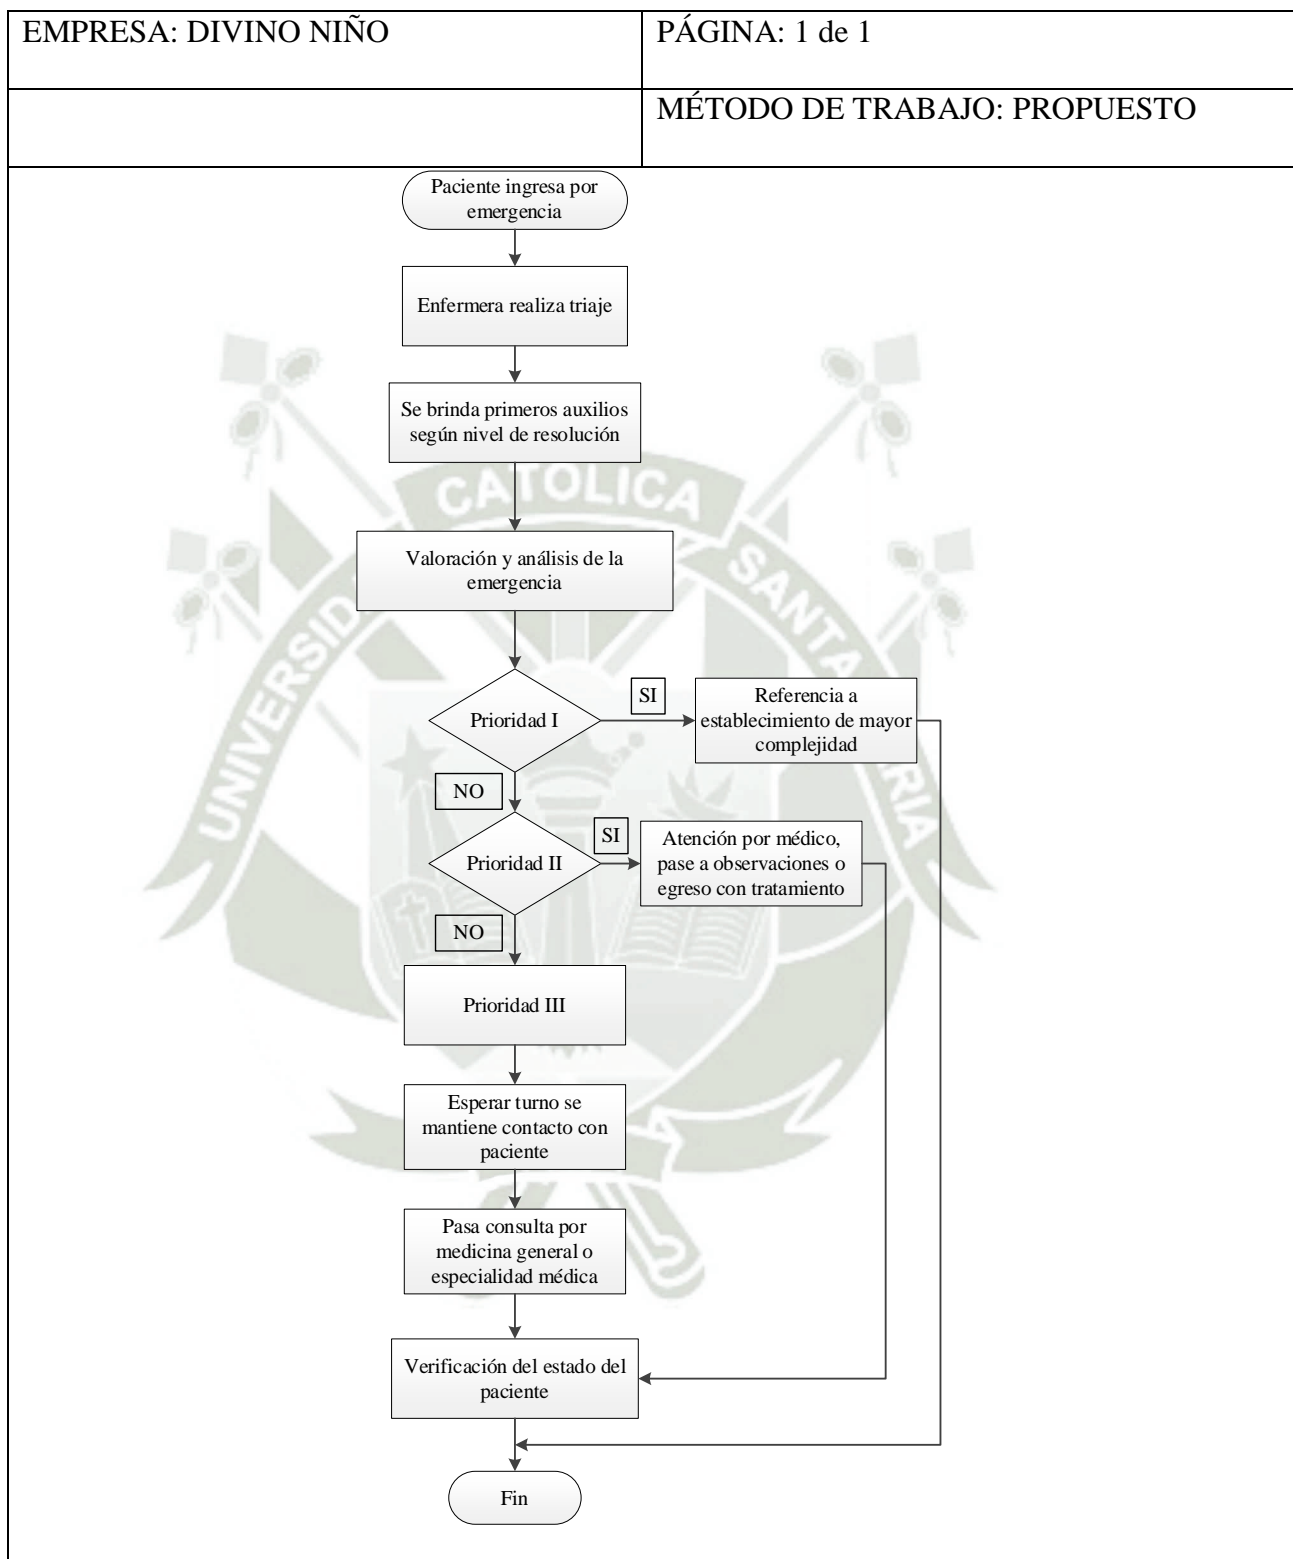 EMPRESA: DIVINO NIÑO
PÁGINA: 1 de 1
MÉTODO DE TRABAJO: PROPUESTO
Paciente ingresa por
emergencia
Enfermera realiza triaje
Se brinda primeros auxilios
según nivel de resolución
CATOLICA
Valoración y análisis de la
emergencia
SANTA
UNIVERSID
Prioridad I
SI
Referencia a
establecimiento de mayor
complejidad
NO
Prioridad II
SI
Atención por médico,
pase a observaciones o
egreso con tratamiento
NO
Prioridad III
Esperar turno se
mantiene contacto con
paciente
Pasa consulta por
medicina general o
especialidad médica
Verificación del estado del
paciente
Fin